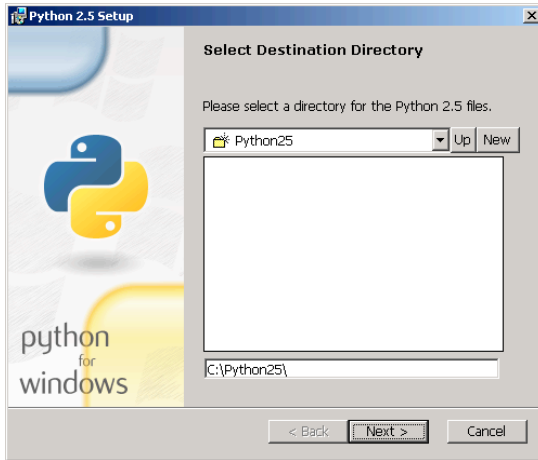 Python 2.5 Setup
Select Destination Directory
Please select a directory for the Python 2.5 files.
Python25
Up
New
C:\Python25\
python
for
windows
< Back
Next >
Cancel